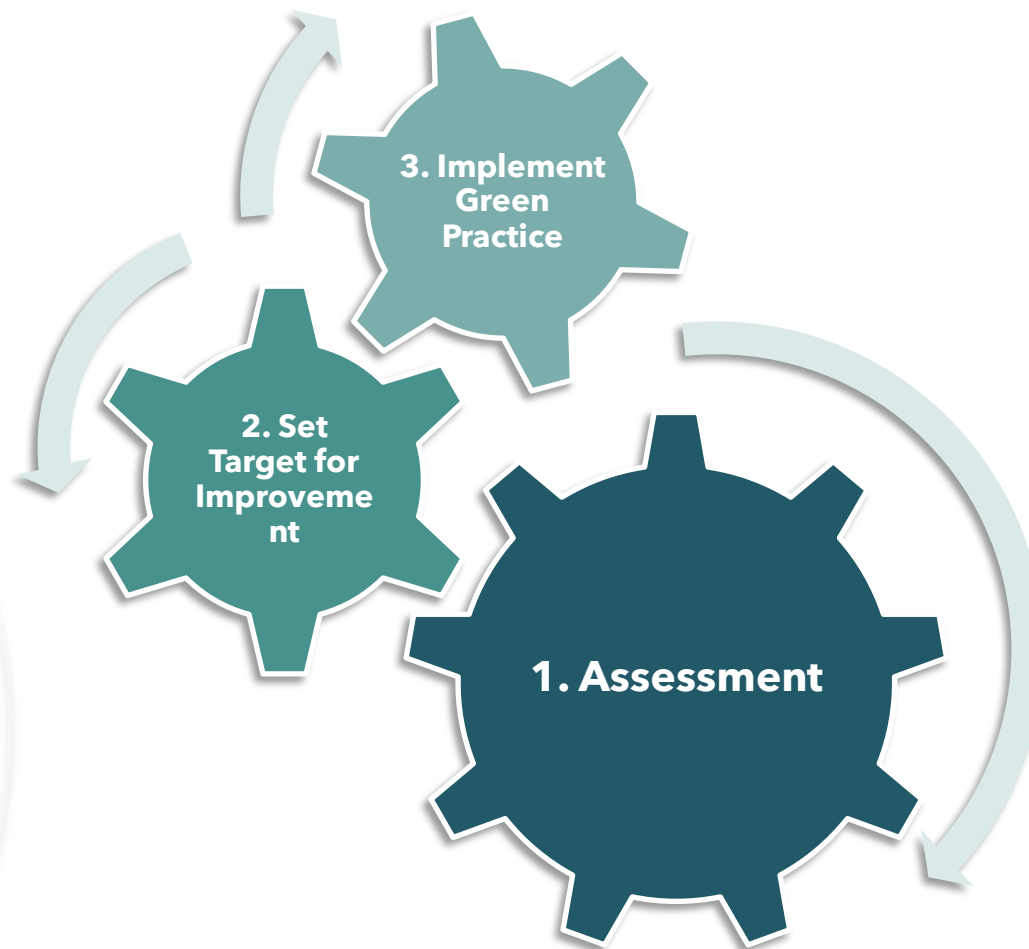 3. Implement
Green
Practice
2. Set
Target for
Improveme
nt
1. Assessment